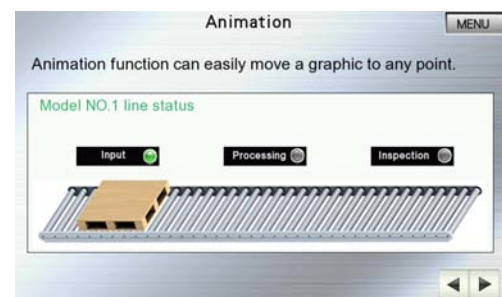 Animation
MENU
Animation function can easily move a graphic to any point.
Model NO.1 line status
Input
Processing
Inspection